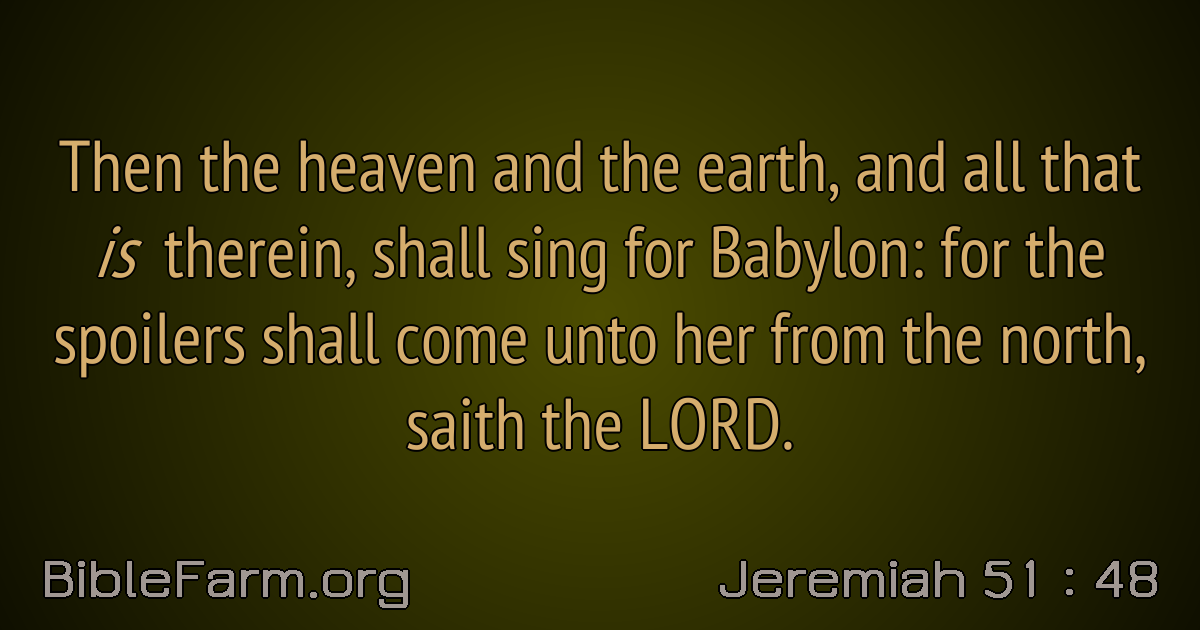 Then the heaven and the earth, and all that
is therein, shall sing for Babylon: for the
spoilers shall come unto her from the north,
saith the LORD.
BibleFarm.org
Jeremiah 51 : 48